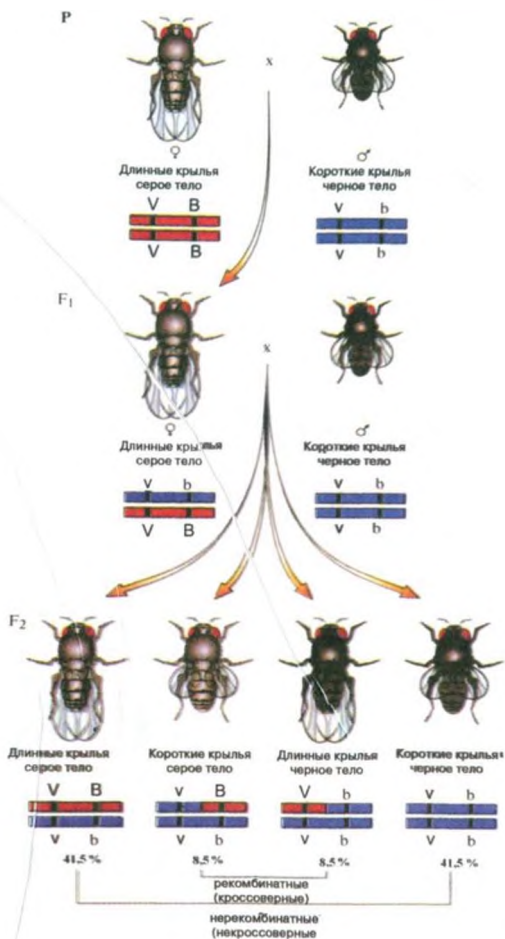 P
x
♀
♂
Длинные крылья
серое тело
Короткие крылья
черное тело
V B
V B
v b
v b
F1
x
♀
♂
Длинные крылья
серое тело
Короткие крылья
черное тело
v b
V B
v b
v b
F2
Длинные крылья
серое тело
Короткие крылья
серое тело
Длинные крылья
черное тело
Короткие крылья
черное тело
V B
v b
v B
v b
V b
v b
v b
v b
41,5 %
8,5 %
8,5 %
41,5 %
рекомбинатные
(кроссоверные)
нерекомбинатные
(некроссоверные